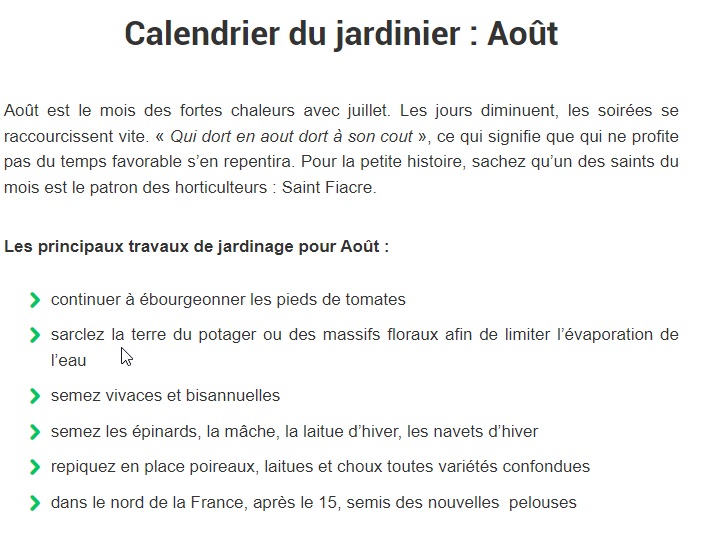 Calendrier du jardinier : Août
Août est le mois des fortes chaleurs avec juillet. Les jours diminuent, les soirées se
raccourcissent vite. « Qui dort en aout dort à son cout », ce qui signifie que qui ne profite
pas du temps favorable s’en repentira. Pour la petite histoire, sachez qu’un des saints du
mois est le patron des horticulteurs : Saint Fiacre.
Les principaux travaux de jardinage pour Août :
continuer à ébourgeonner les pieds de tomates
sarclez la terre du potager ou des massifs floraux afin de limiter l’évaporation de
l’eau
semez vivaces et bisannuelles
semez les épinards, la mâche, la laitue d’hiver, les navets d’hiver
repiquez en place poireaux, laitues et choux toutes variétés confondues
dans le nord de la France, après le 15, semis des nouvelles  pelouses